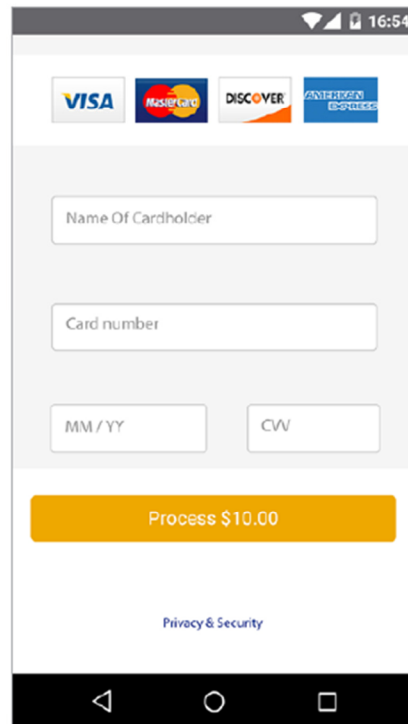 16:54
VISA MasterCard DISCOVER AMERICAN EXPRESS
Name Of Cardholder
Card number
MM / YY CVV
Process $10.00
Privacy & Security